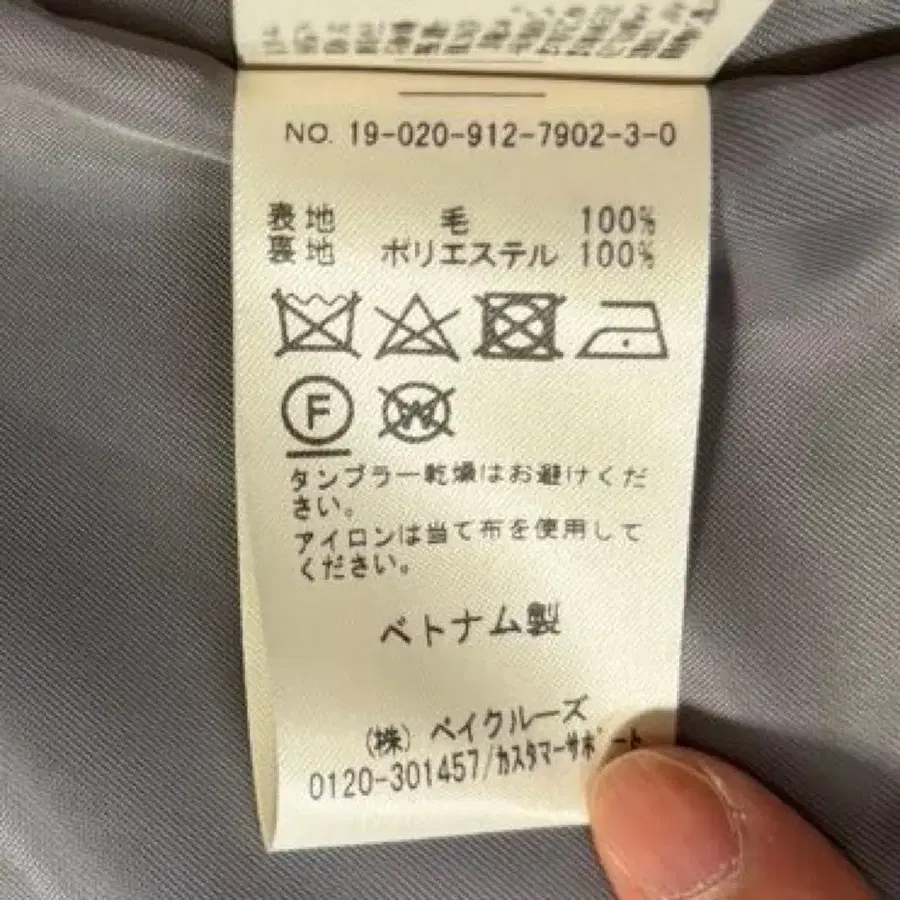 NO. 19-020-912-7902-3-0
表地 毛 100%
裏地 ポリエステル 100%
F
W
タンブラー乾燥はお避けくだ
さい。
アイロンは当て布を使用して
ください。
ベトナム製
(株) ベイクルーズ
0120-301457/カスタマーサポート